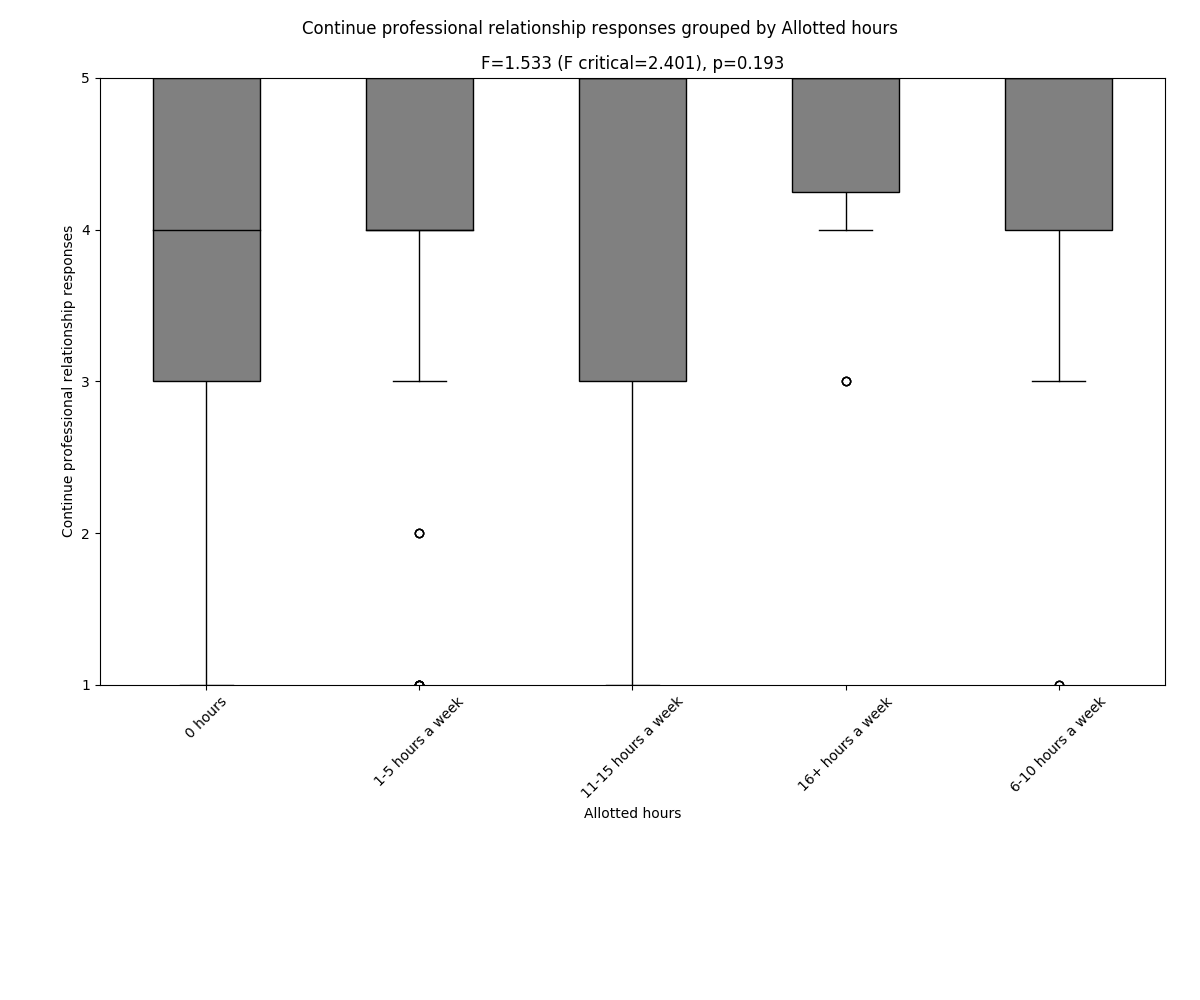 Continue professional relationship responses grouped by Allotted hours
F=1.533 (F critical=2.401), p=0.193
Continue professional relationship responses
5
4
3
2
1
0 hours
1-5 hours a week
11-15 hours a week
16+ hours a week
6-10 hours a week
Allotted hours